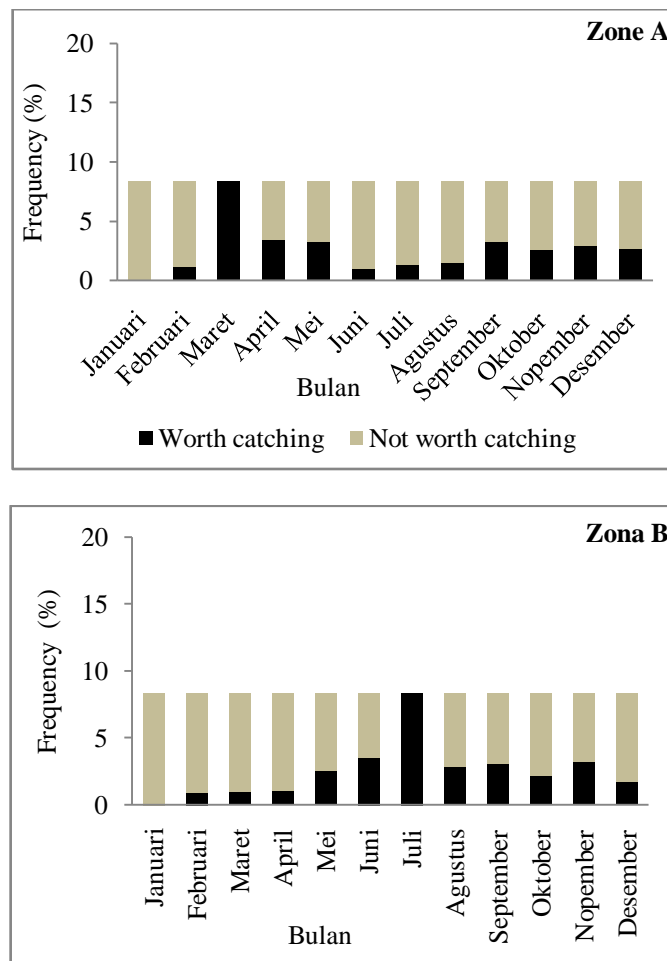 Zone A
Frequency (%)
20
15
10
5
0
Januari
Februari
Maret
April
Mei
Juni
Juli
Agustus
September
Oktober
Nopember
Desember
Bulan
Worth catching Not worth catching
Zona B
Frequency (%)
20
15
10
5
0
Januari
Februari
Maret
April
Mei
Juni
Juli
Agustus
September
Oktober
Nopember
Desember
Bulan